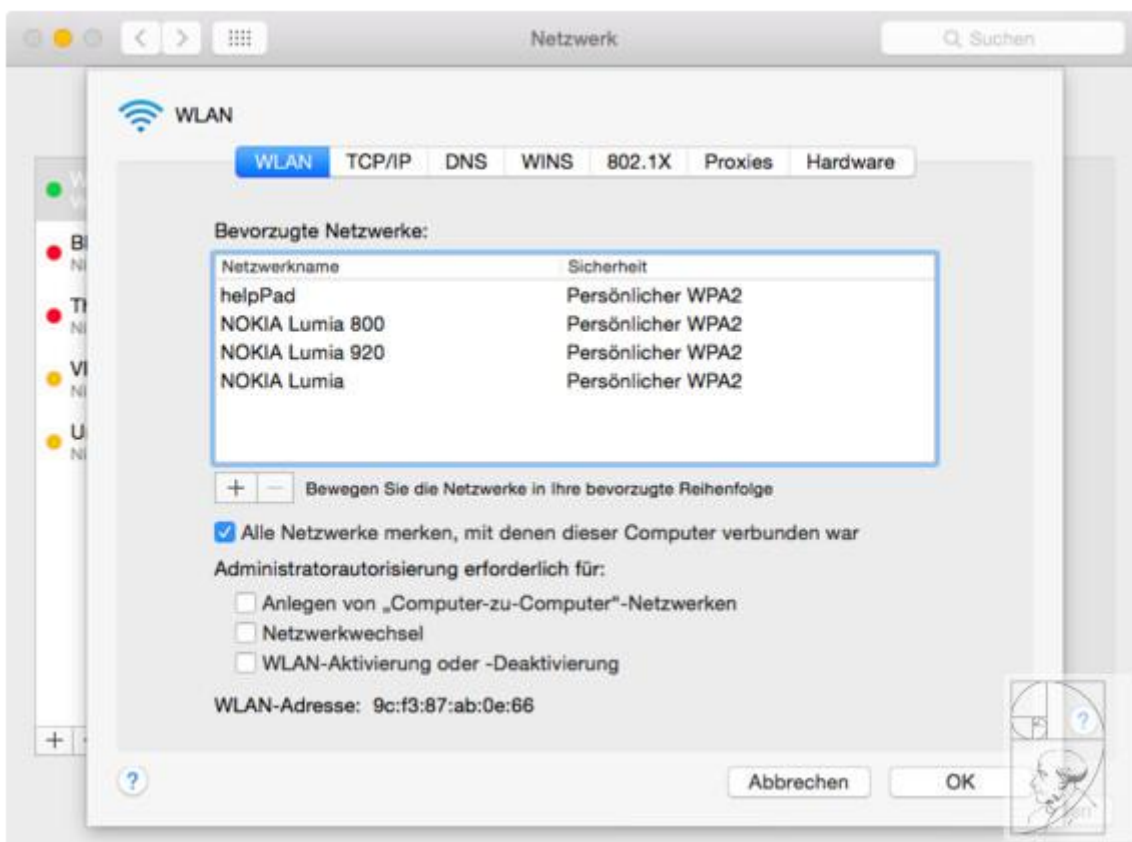 Netzwerk
Suchen
WLAN
WLAN TCP/IP DNS WINS 802.1X Proxies Hardware
Bevorzugte Netzwerke:
Netzwerkname Sicherheit
helpPad Persönlicher WPA2
NOKIA Lumia 800 Persönlicher WPA2
NOKIA Lumia 920 Persönlicher WPA2
NOKIA Lumia Persönlicher WPA2
+ − Bewegen Sie die Netzwerke in Ihre bevorzugte Reihenfolge
Alle Netzwerke merken, mit denen dieser Computer verbunden war
Administratorautorisierung erforderlich für:
Anlegen von „Computer-zu-Computer“-Netzwerken
Netzwerkwechsel
WLAN-Aktivierung oder -Deaktivierung
WLAN-Adresse: 9c:f3:87:ab:0e:66
? Abbrechen OK